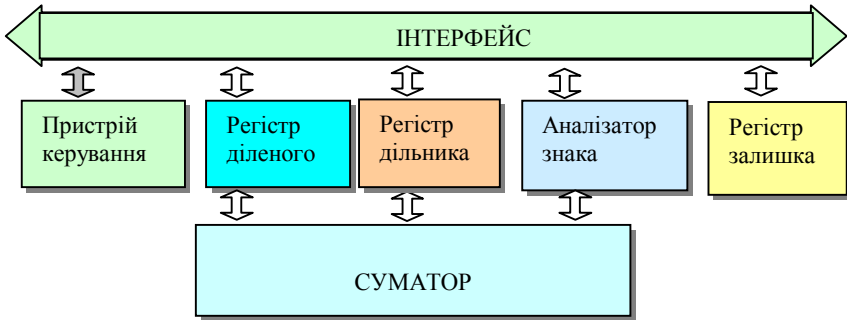 ІНТЕРФЕЙС
Пристрій
керування
Регістр
діленого
Регістр
дільника
Аналізатор
знака
Регістр
залишка
СУМАТОР